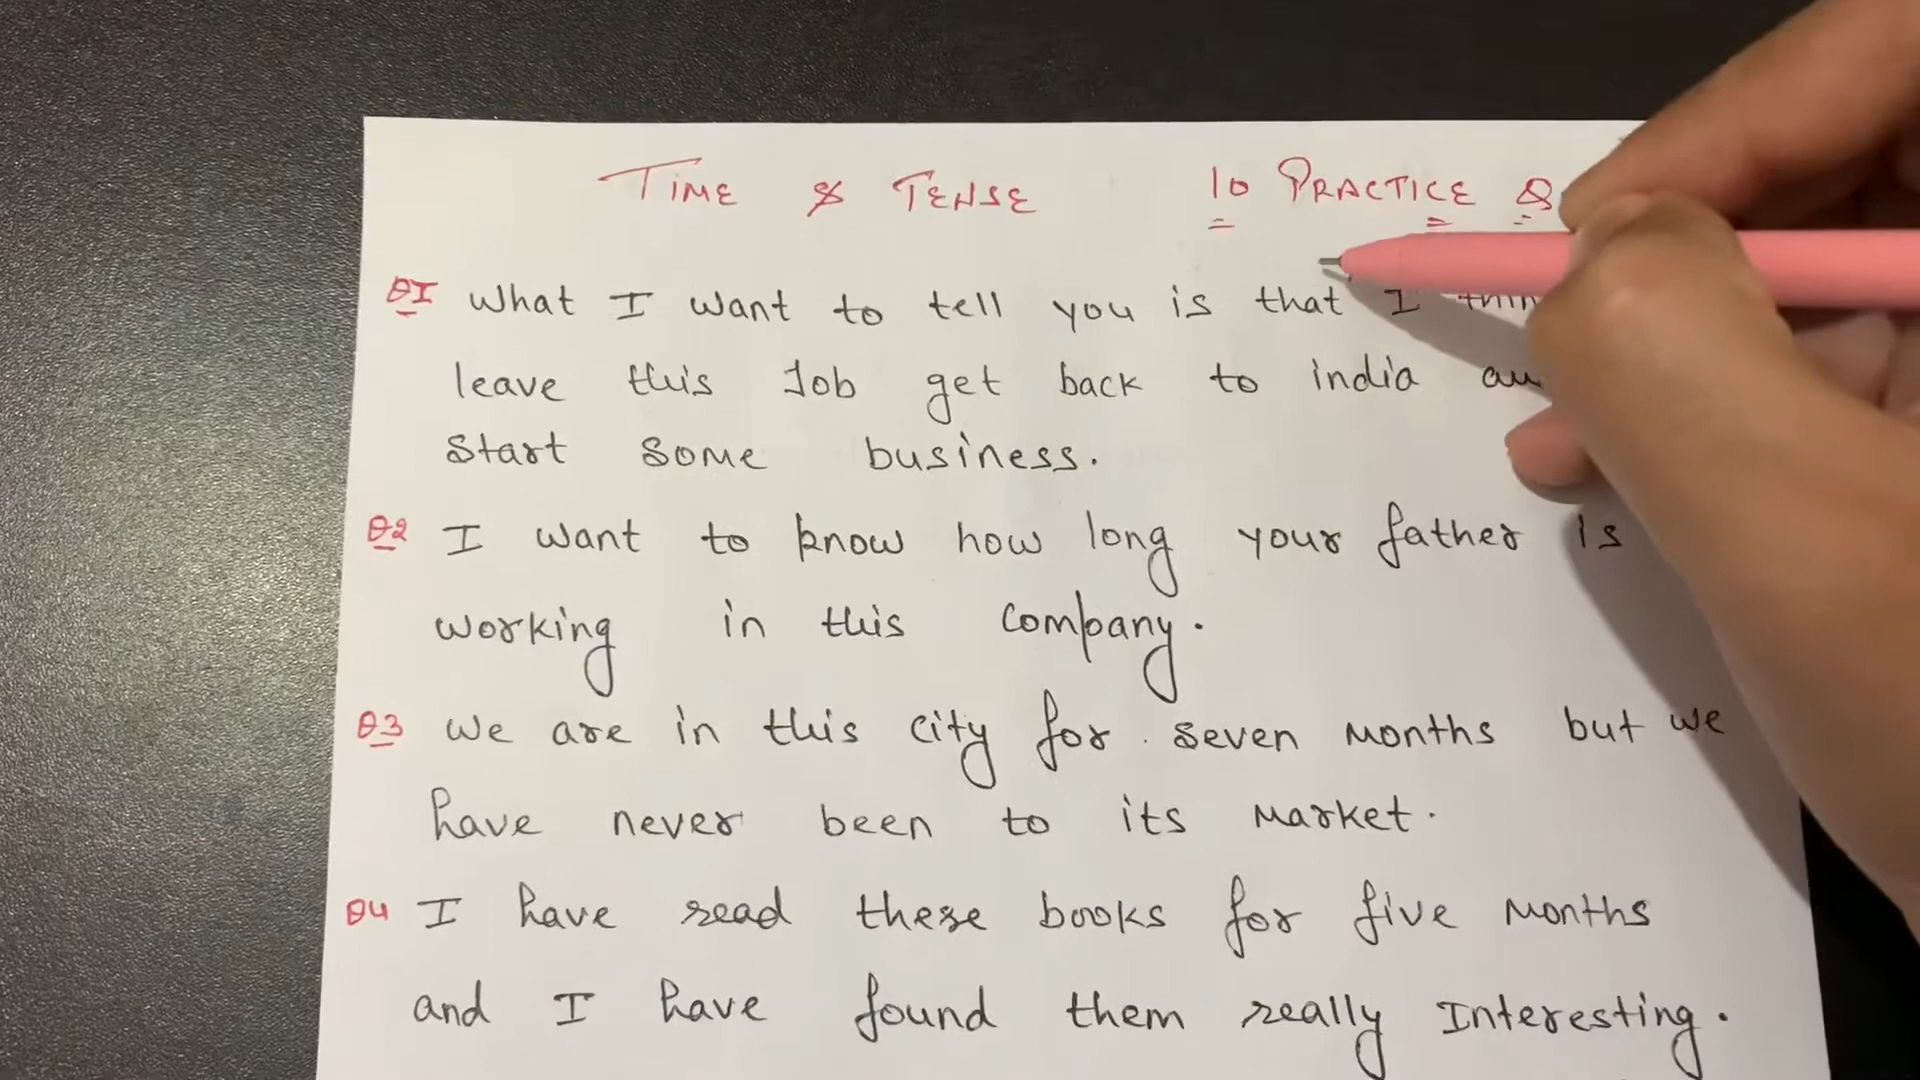 TIME & TENSE 10 PRACTICE Q
Q1 What I want to tell you is that I
leave this Job get back to india
start some business.
Q2 I want to know how long your father is
working in this company.
Q3 we are in this city for seven months but we
have never been to its market.
Q4 I have read these books for five months
and I have found them really Interesting.